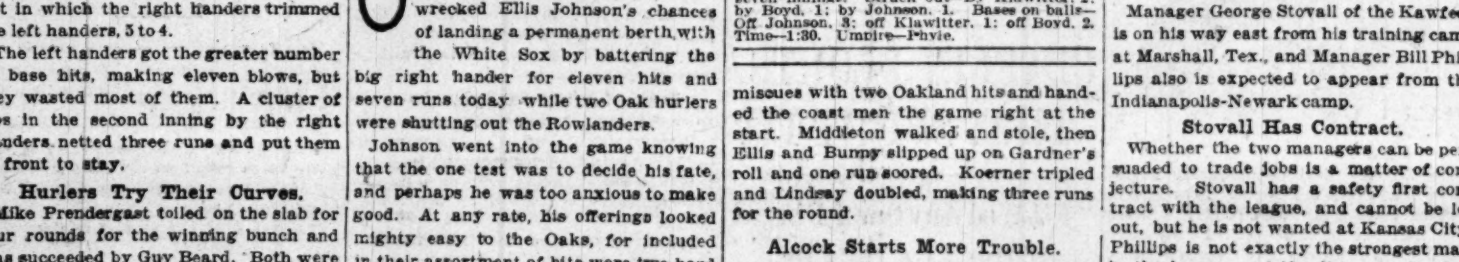 t in which the right handers trimmed
e left handers, 5 to 4.
The left handers got the greater number
base hits, making eleven blows, but
ey wasted most of them. A cluster of
s in the second inning by the right
nders netted three runs and put them
front to stay.
Hurlers Try Their Curves.
Mike Prendergast toiled on the slab for
ur rounds for the winning bunch and
as succeeded by Guy Beard. Both were
wrecked Ellis Johnson's chances
of landing a permanent berth with
the White Sox by battering the
big right hander for eleven hits and
seven runs today while two Oak hurlers
were shutting out the Rowlanders.
Johnson went into the game knowing
that the one test was to decide his fate,
and perhaps he was too anxious to make
good. At any rate, his offerings looked
mighty easy to the Oaks, for included
in their assortment of hits were two
by Boyd, 1; by Johnson, 1. Bases on balls—
Off Johnson, 3; off Klawitter, 1; off Boyd, 2.
Time—1:30. Umpire—Phyle.
miscues with two Oakland hits and hand-
ed the coast men the game right at the
start. Middleton walked and stole, then
Ellis and Bunny slipped up on Gardner's
roll and one run scored. Koerner tripled
and Lindsay doubled, making three runs
for the round.
Alcock Starts More Trouble.
Manager George Stovall of the Kawfe
is on his way east from his training cam
at Marshall, Tex., and Manager Bill Phi
lips also is expected to appear from t
Indianapolis-Newark camp.
Stovall Has Contract.
Whether the two managers can be pe
suaded to trade jobs is a matter of co
jecture. Stovall has a safety first co
tract with the league, and cannot be l
out, but he is not wanted at Kansas City
Phillips is not exactly the strongest ma